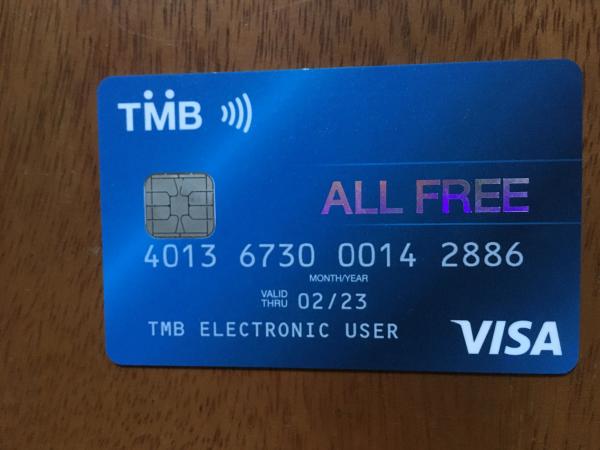 TMB
ALL FREE
4013 6730 0014 2886
MONTH/YEAR
VALID
THRU 02/23
TMB ELECTRONIC USER
VISA